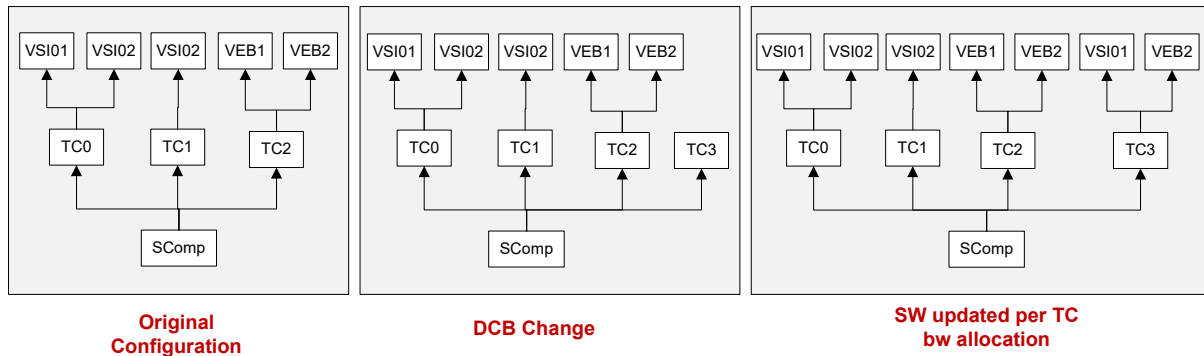 VSI01 VSI02 VSI02 VEB1 VEB2
TC0 TC1 TC2
SComp
Original
Configuration
VSI01 VSI02 VSI02 VEB1 VEB2
TC0 TC1 TC2 TC3
SComp
DCB Change
VSI01 VSI02 VSI02 VEB1 VEB2 VSI01 VEB2
TC0 TC1 TC2 TC3
SComp
SW updated per TC
bw allocation